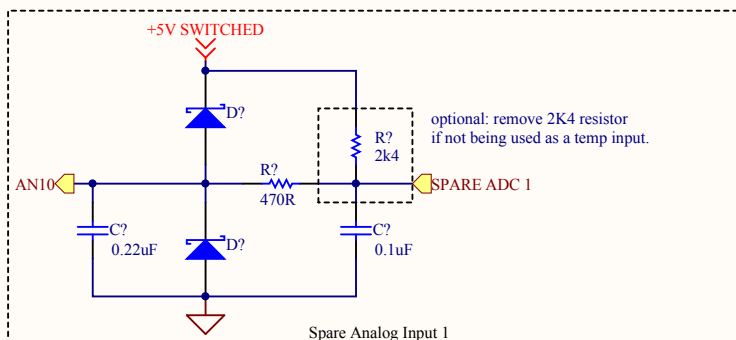 +5V SWITCHED
D?
optional: remove 2K4 resistor
if not being used as a temp input.
R?
2k4
AN10
R?
470R
SPARE ADC 1
C?
0.22uF
D?
C?
0.1uF
Spare Analog Input 1